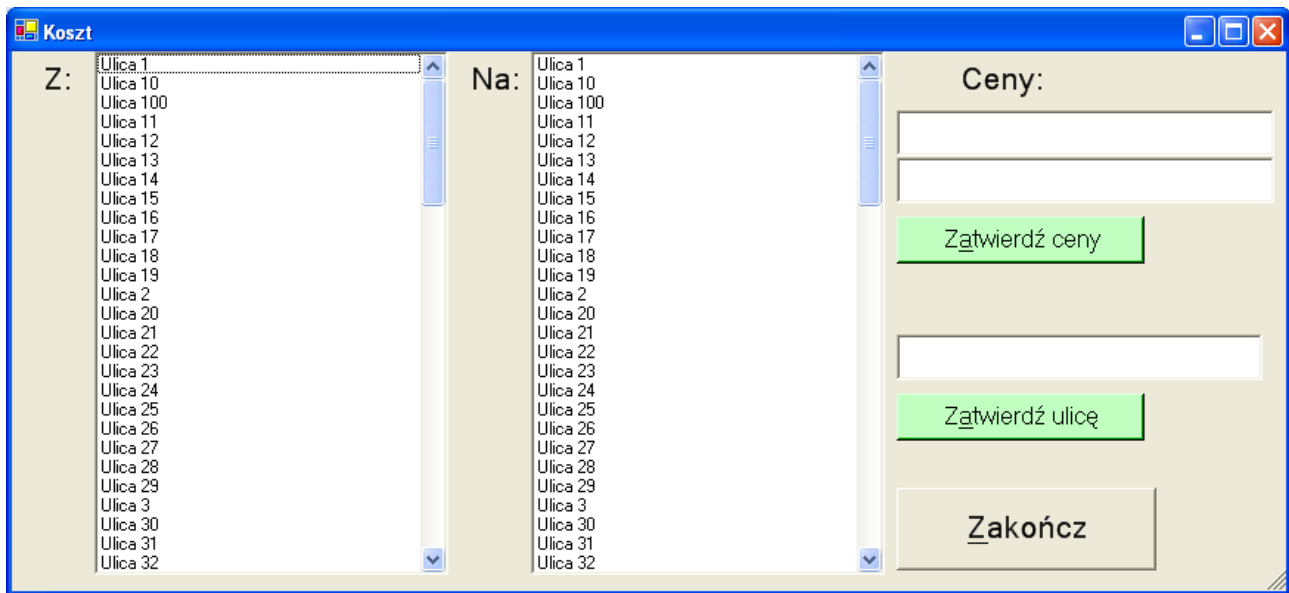 Koszt
Z:
Ulica 1
Ulica 10
Ulica 100
Ulica 11
Ulica 12
Ulica 13
Ulica 14
Ulica 15
Ulica 16
Ulica 17
Ulica 18
Ulica 19
Ulica 2
Ulica 20
Ulica 21
Ulica 22
Ulica 23
Ulica 24
Ulica 25
Ulica 26
Ulica 27
Ulica 28
Ulica 29
Ulica 3
Ulica 30
Ulica 31
Ulica 32
Na:
Ulica 1
Ulica 10
Ulica 100
Ulica 11
Ulica 12
Ulica 13
Ulica 14
Ulica 15
Ulica 16
Ulica 17
Ulica 18
Ulica 19
Ulica 2
Ulica 20
Ulica 21
Ulica 22
Ulica 23
Ulica 24
Ulica 25
Ulica 26
Ulica 27
Ulica 28
Ulica 29
Ulica 3
Ulica 30
Ulica 31
Ulica 32
Ceny:
Zatwierdź ceny
Zatwierdź ulicę
Zakończ